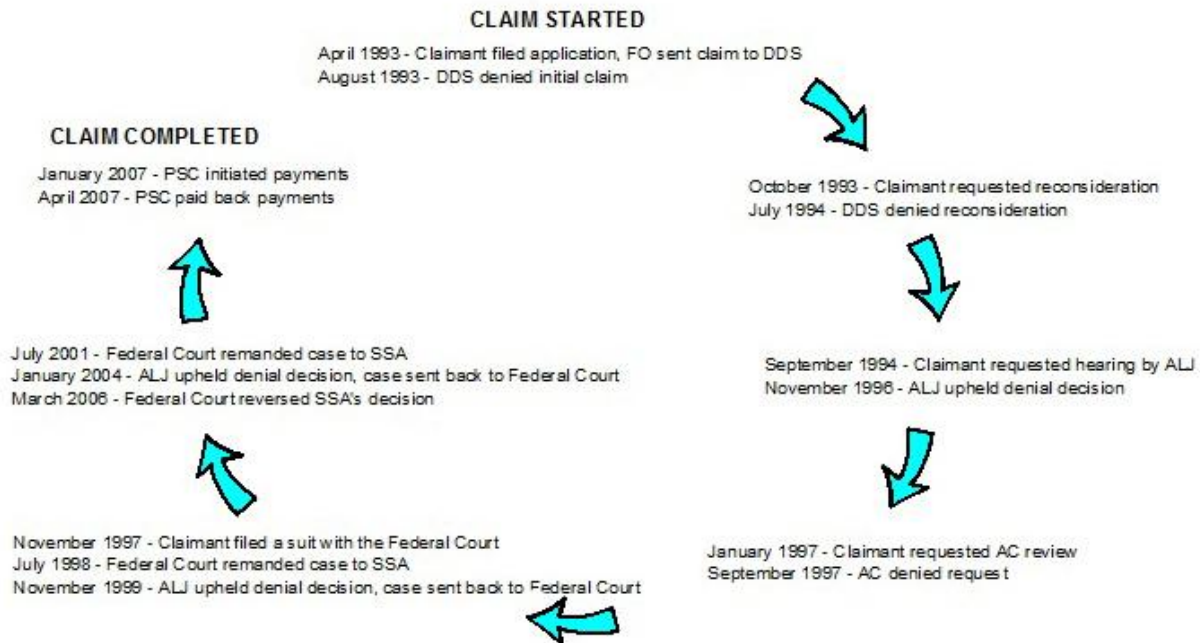 CLAIM STARTED
April 1993 - Claimant filed application, FO sent claim to DDS
August 1993 - DDS denied initial claim
October 1993 - Claimant requested reconsideration
July 1994 - DDS denied reconsideration
September 1994 - Claimant requested hearing by ALJ
November 1996 - ALJ upheld denial decision
January 1997 - Claimant requested AC review
September 1997 - AC denied request
November 1997 - Claimant filed a suit with the Federal Court
July 1998 - Federal Court remanded case to SSA
November 1999 - ALJ upheld denial decision, case sent back to Federal Court
July 2001 - Federal Court remanded case to SSA
January 2004 - ALJ upheld denial decision, case sent back to Federal Court
March 2006 - Federal Court reversed SSA's decision
CLAIM COMPLETED
January 2007 - PSC initiated payments
April 2007 - PSC paid back payments